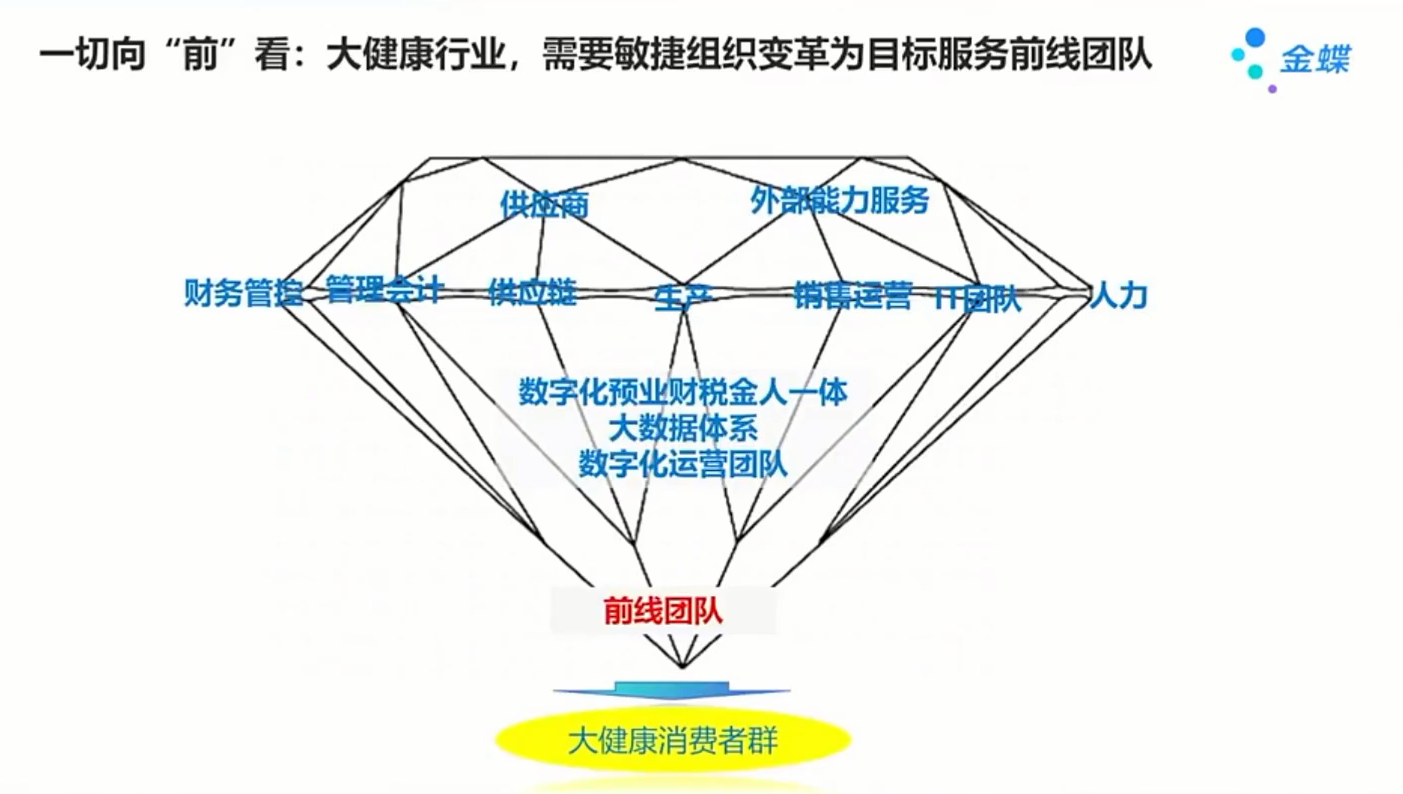 一切向“前”看：大健康行业，需要敏捷组织变革为目标服务前线团队
金蝶
供应商
外部能力服务
财务管控
管理会计
供应链
生产
销售运营
IT团队
人力
数字化预业财税金人一体
大数据体系
数字化运营团队
前线团队
大健康消费者群